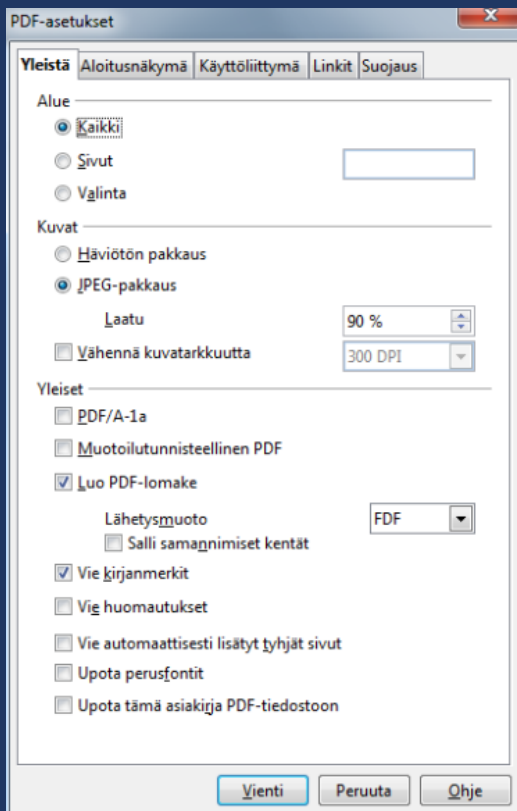 PDF-asetukset
Yleistä Aloitusnäkymä Käyttöliittymä Linkit Suojaus
Alue
Kaikki
Sivut
Valinta
Kuvat
Häviötön pakkaus
JPEG-pakkaus
Laatu 90 %
Vähennä kuvatarkkuutta 300 DPI
Yleiset
PDF/A-1a
Muotoilutunnisteellinen PDF
Luo PDF-lomake
Lähetysmuoto FDF
Salli samannimiset kentät
Vie kirjanmerkit
Vie huomautukset
Vie automaattisesti lisätyt tyhjät sivut
Upota perusfontit
Upota tämä asiakirja PDF-tiedostoon
Vienti Peruuta Ohje